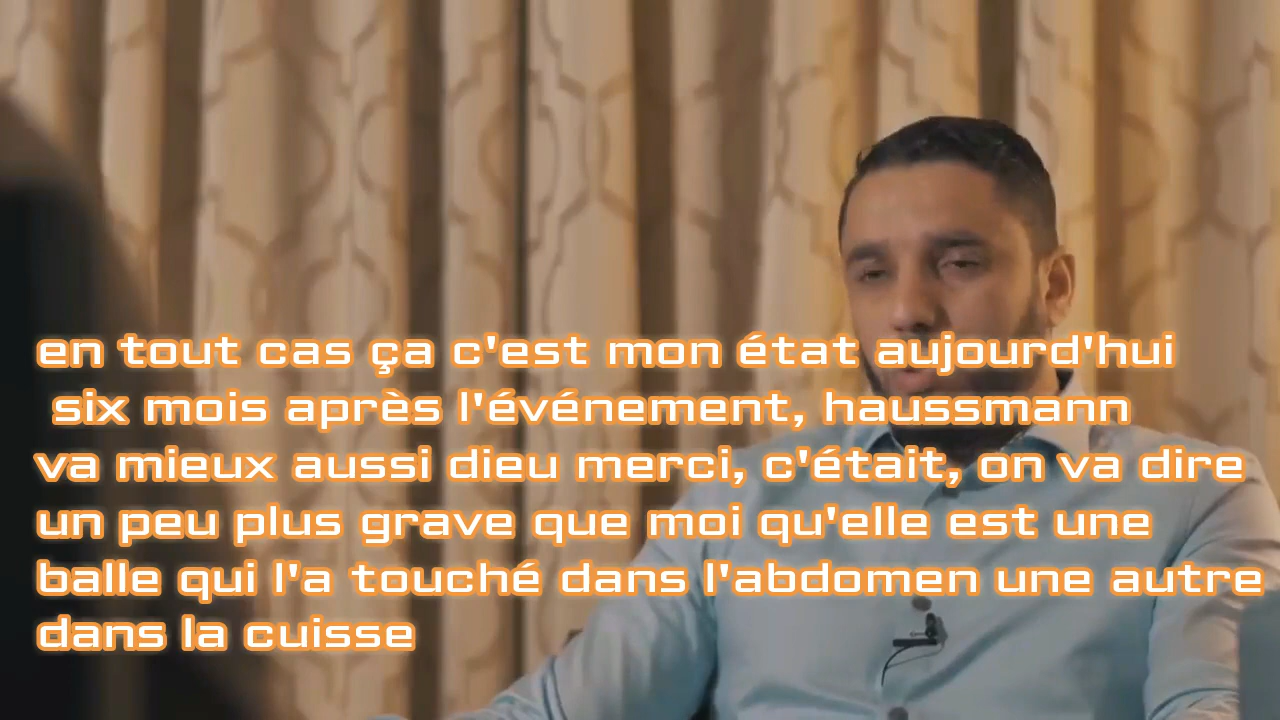 en tout cas ça c'est mon état aujourd'hui
six mois après l'événement, haussmann
va mieux aussi dieu merci, c'était, on va dire
un peu plus grave que moi qu'elle est une
balle qui l'a touché dans l'abdomen une autre
dans la cuisse